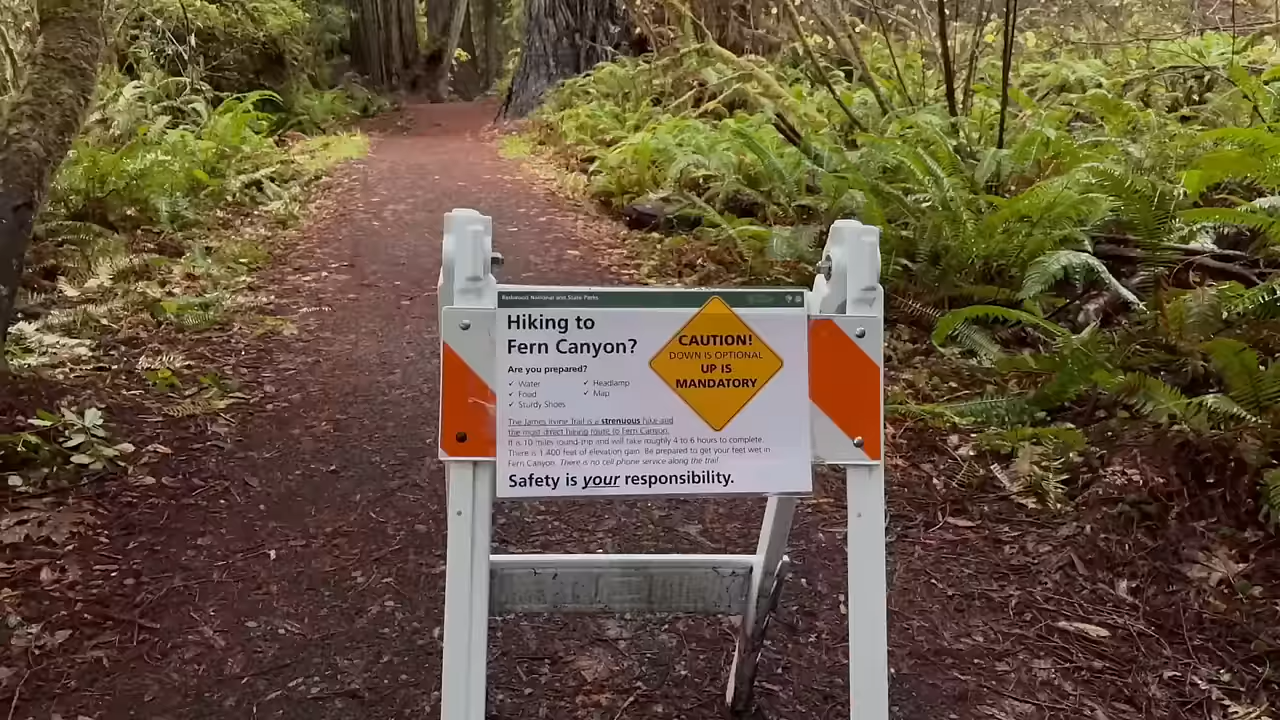 Redwood National and State Parks
Hiking to
Fern Canyon?
Are you prepared?
✓ Water
✓ Food
✓ Sturdy Shoes
✓ Headlamp
✓ Map
CAUTION!
DOWN IS OPTIONAL
UP IS
MANDATORY
The James Irvine Trail is a strenuous hike and
the most direct hiking route to Fern Canyon.
It is 10 miles round-trip and will take roughly 4 to 6 hours to complete.
There is 1,400 feet of elevation gain. Be prepared to get your feet wet in
Fern Canyon. There is no cell phone service along the trail.
Safety is your responsibility.